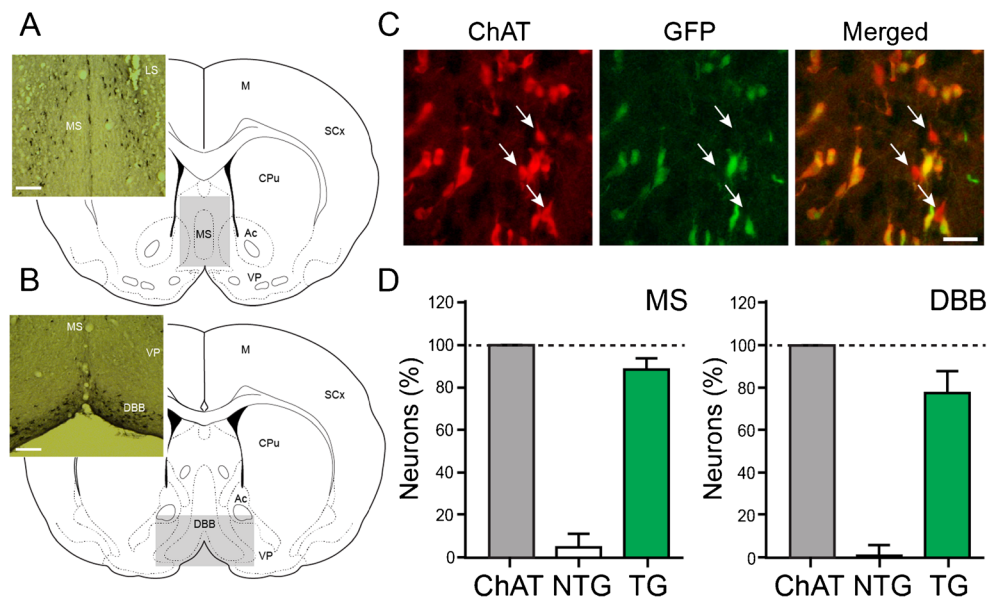 A
LS
MS
M
SCx
CPu
MS
Ac
VP
B
MS
VP
DBB
M
SCx
CPu
Ac
DBB
VP
C
ChAT GFP Merged
D
MS
Neurons (%)
120
100
80
60
40
20
0
ChAT NTG TG
DBB
Neurons (%)
120
100
80
60
40
20
0
ChAT NTG TG